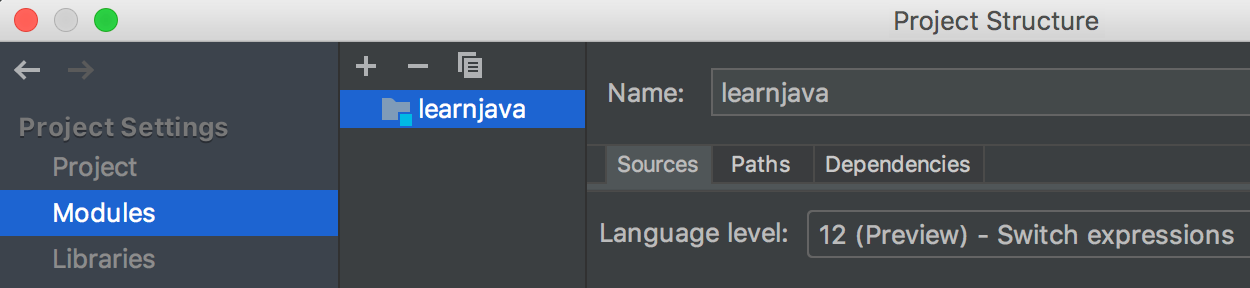 Project Structure
Project Settings
Project
Modules
Libraries
learnjava
Name: learnjava
Sources Paths Dependencies
Language level: 12 (Preview) - Switch expressions